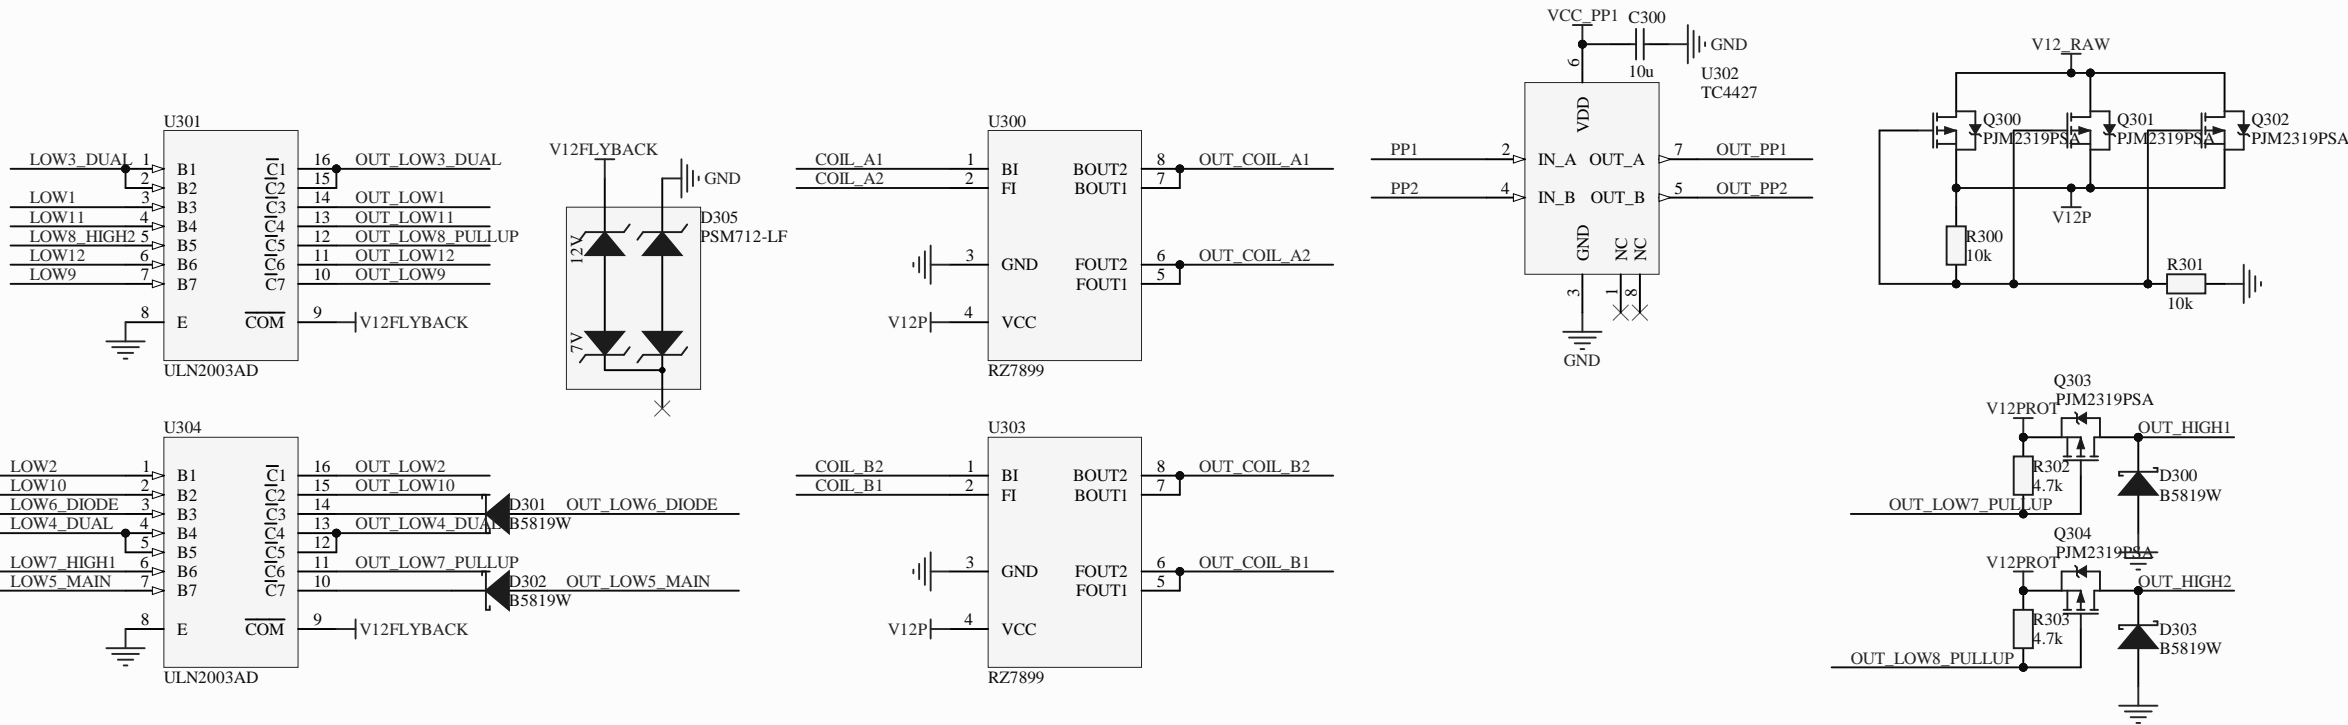 U301
LOW3_DUAL 1 B1 C1 16 OUT_LOW3_DUAL
2 B2 C2 15
LOW1 3 B3 C3 14 OUT_LOW1
LOW11 4 B4 C4 13 OUT_LOW11
LOW8_HIGH2 5 B5 C5 12 OUT_LOW8_PULLUP
LOW12 6 B6 C6 11 OUT_LOW12
LOW9 7 B7 C7 10 OUT_LOW9
8 E COM 9 V12FLYBACK
ULN2003AD
V12FLYBACK
GND
D305
PSM712-LF
12V
7V
U300
COIL_A1 1 BI BOUT2 8 OUT_COIL_A1
COIL_A2 2 FI BOUT1 7
3 GND FOUT2 6 OUT_COIL_A2
FOUT1 5
V12P 4 VCC
RZ7899
VCC_PP1 C300
GND
10u
6
U302
TC4427
VDD
PP1 2 IN_A OUT_A 7 OUT_PP1
PP2 4 IN_B OUT_B 5 OUT_PP2
GND NC NC
3 1 8
GND
V12_RAW
Q300
PJM2319PSA
Q301
PJM2319PSA
Q302
PJM2319PSA
V12P
R300
10k
R301
10k
U304
LOW2 1 B1 C1 16 OUT_LOW2
LOW10 2 B2 C2 15 OUT_LOW10
LOW6_DIODE 3 B3 C3 14 D301 OUT_LOW6_DIODE
LOW4_DUAL 4 B4 C4 13 OUT_LOW4_DUAL B5819W
5 B5 C5 12
LOW7_HIGH1 6 B6 C6 11 OUT_LOW7_PULLUP
LOW5_MAIN 7 B7 C7 10 D302 OUT_LOW5_MAIN
B5819W
8 E COM 9 V12FLYBACK
ULN2003AD
U303
COIL_B2 1 BI BOUT2 8 OUT_COIL_B2
COIL_B1 2 FI BOUT1 7
3 GND FOUT2 6 OUT_COIL_B1
FOUT1 5
V12P 4 VCC
RZ7899
Q303
PJM2319PSA
V12PROT
OUT_HIGH1
R302
4.7k
D300
B5819W
OUT_LOW7_PULLUP
Q304
PJM2319PSA
V12PROT
OUT_HIGH2
R303
4.7k
D303
B5819W
OUT_LOW8_PULLUP